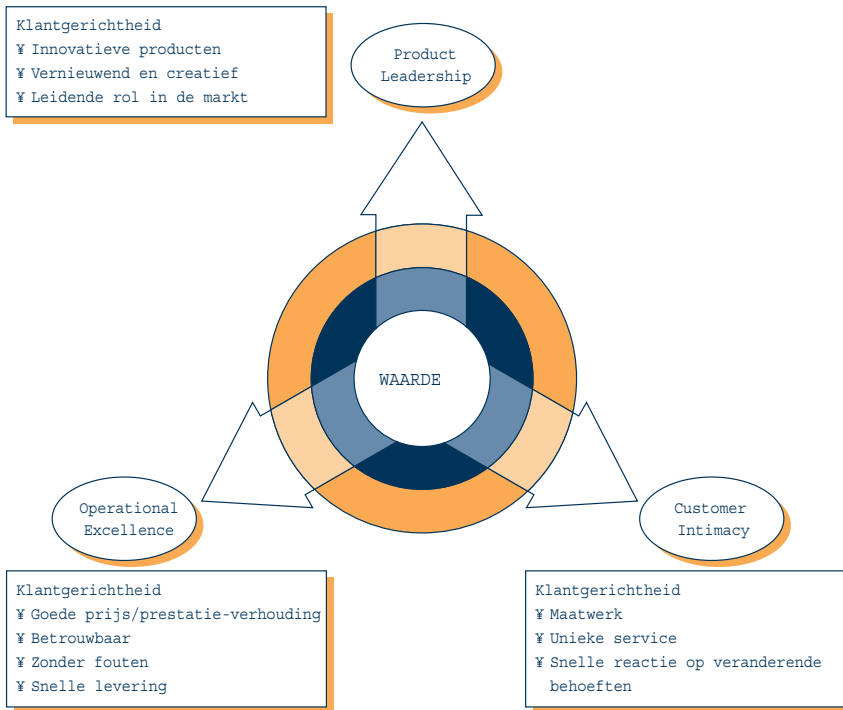 Klantgerichtheid
¥ Innovatieve producten
¥ Vernieuwend en creatief
¥ Leidende rol in de markt
Product
Leadership
WAARDE
Operational
Excellence
Customer
Intimacy
Klantgerichtheid
¥ Goede prijs/prestatie-verhouding
¥ Betrouwbaar
¥ Zonder fouten
¥ Snelle levering
Klantgerichtheid
¥ Maatwerk
¥ Unieke service
¥ Snelle reactie op veranderende
behoeften